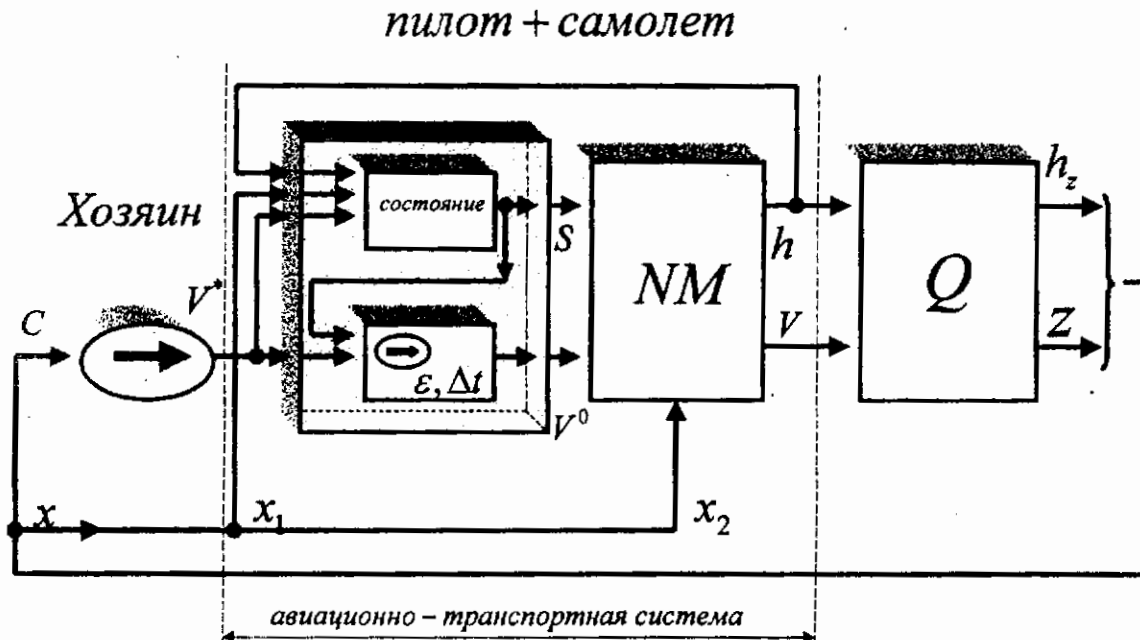 пилот + самолет
Хозяин
состояние
S
NM
h
V
Q
h_z
Z
C
V*
ε, Δt
V⁰
x
x₁
x₂
авиационно – транспортная система